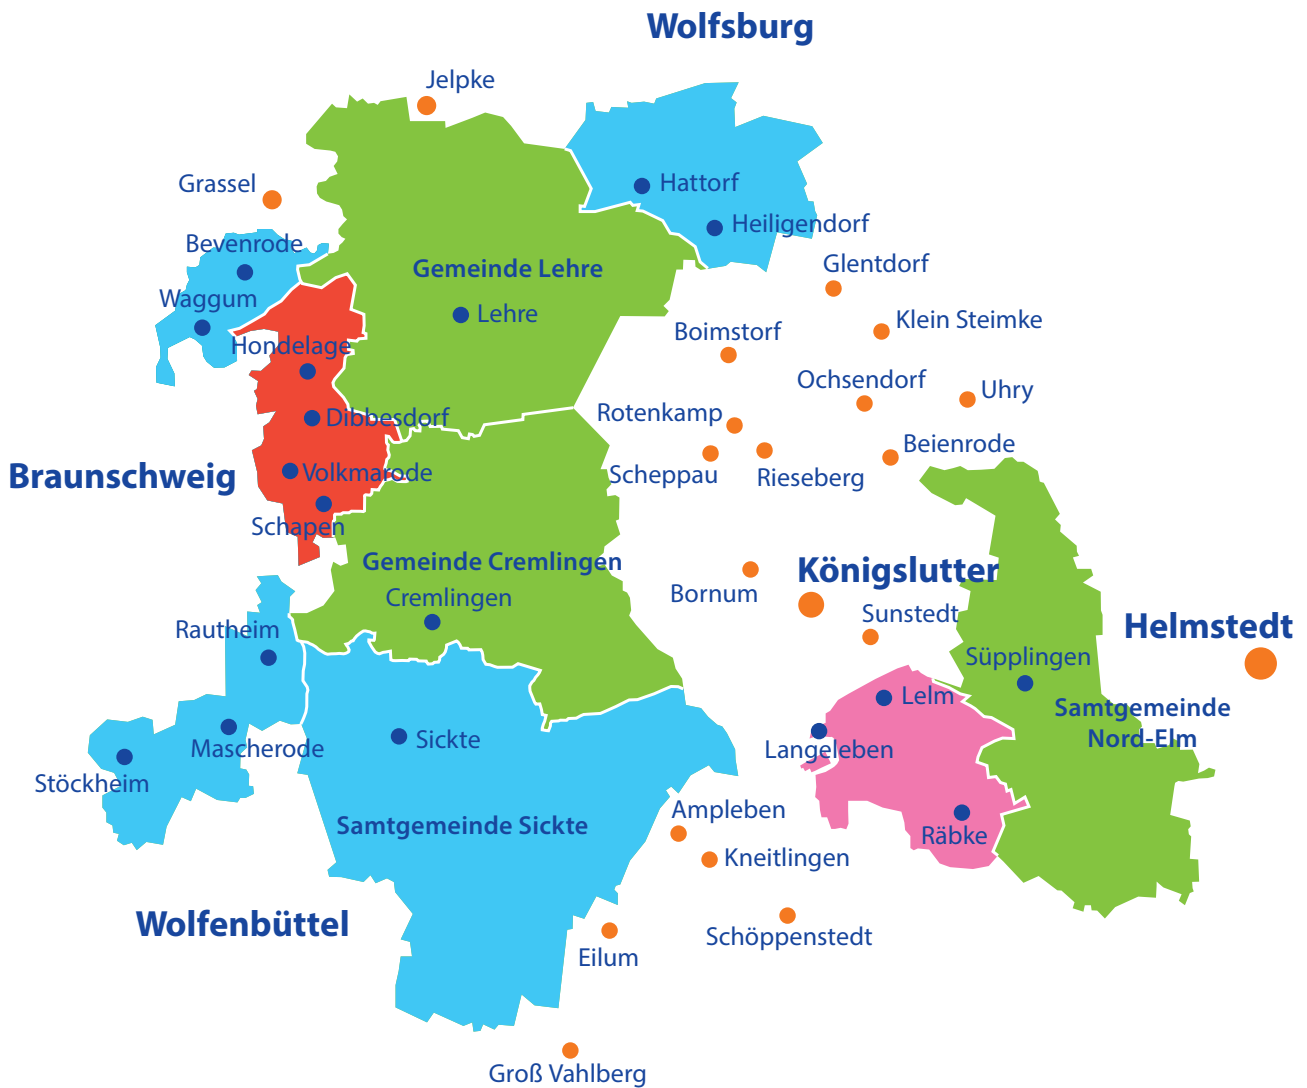 Wolfsburg
Jelpke
Grassel
Hattorf
Heiligendorf
Bevenrode
Glentdorf
Gemeinde Lehre
Waggum
Lehre
Klein Steimke
Boimstorf
Hondelage
Ochsendorf
Uhry
Rotenkamp
Dibbesdorf
Beienrode
Braunschweig
Volkmarode
Scheppau
Rieseberg
Schapen
Gemeinde Cremlingen
Königslutter
Cremlingen
Bornum
Sunstedt
Helmstedt
Rautheim
Süpplingen
Lelm
Samtgemeinde
Nord-Elm
Sickte
Mascherode
Langeleben
Stöckheim
Ampleben
Samtgemeinde Sickte
Räbke
Kneitlingen
Wolfenbüttel
Schöppenstedt
Eilum
Groß Vahlberg